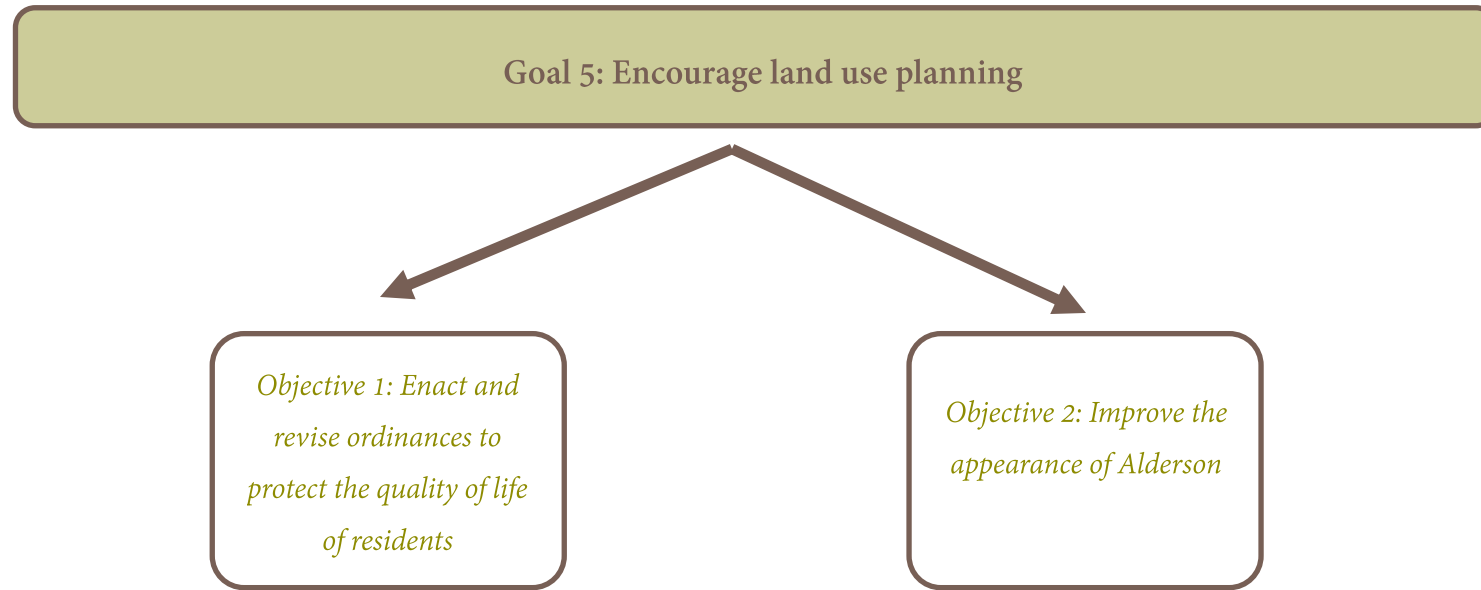 Goal 5: Encourage land use planning
Objective 1: Enact and
revise ordinances to
protect the quality of life
of residents
Objective 2: Improve the
appearance of Alderson